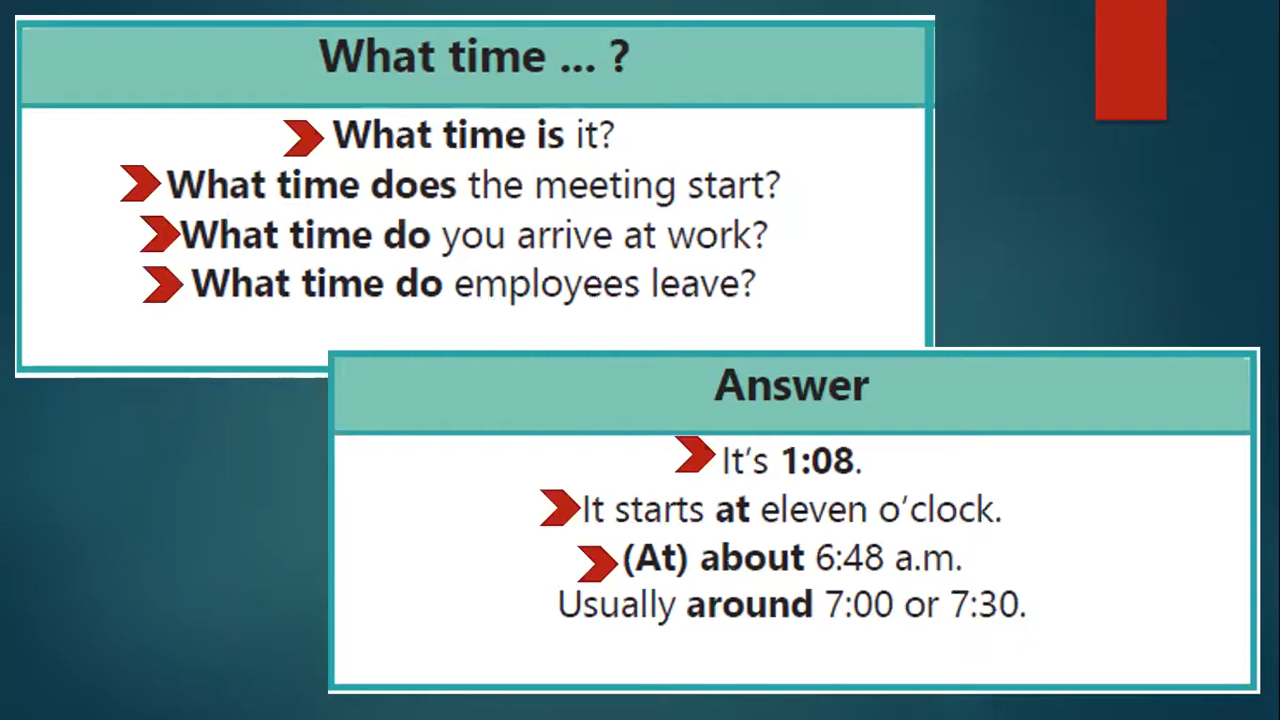 What time ... ?
What time is it?
What time does the meeting start?
What time do you arrive at work?
What time do employees leave?
Answer
It’s 1:08.
It starts at eleven o’clock.
(At) about 6:48 a.m.
Usually around 7:00 or 7:30.